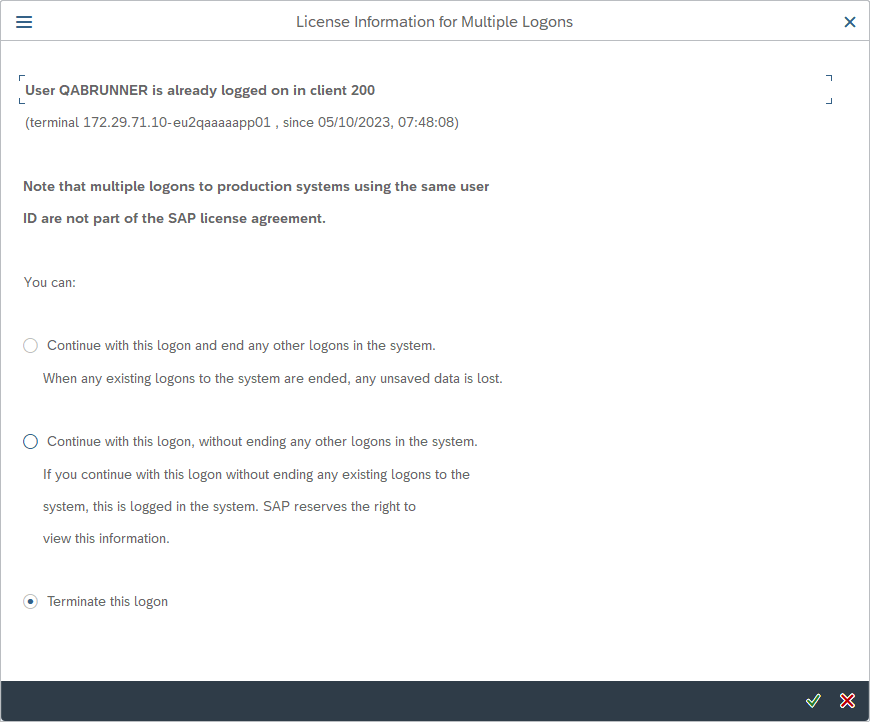 License Information for Multiple Logons
User QABRUNNER is already logged on in client 200
(terminal 172.29.71.10-eu2qaaaaapp01 , since 05/10/2023, 07:48:08)
Note that multiple logons to production systems using the same user
ID are not part of the SAP license agreement.
You can:
Continue with this logon and end any other logons in the system.
When any existing logons to the system are ended, any unsaved data is lost.
Continue with this logon, without ending any other logons in the system.
If you continue with this logon without ending any existing logons to the
system, this is logged in the system. SAP reserves the right to
view this information.
Terminate this logon